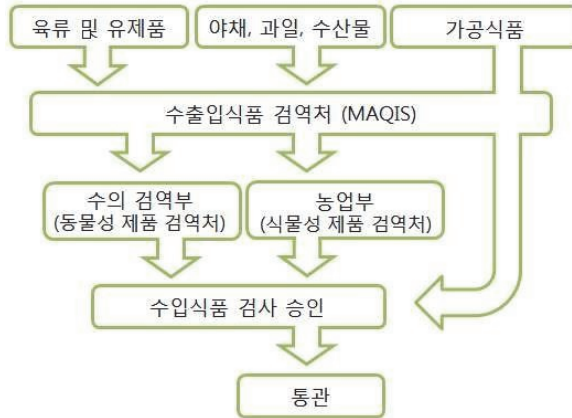 육류 및 유제품
야채, 과일, 수산물
가공식품
수출입식품 검역처 (MAQIS)
수의 검역부
(동물성 제품 검역처)
농업부
(식물성 제품 검역처)
수입식품 검사 승인
통관